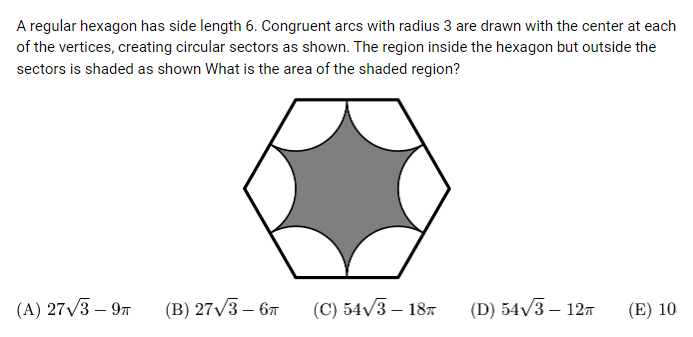 A regular hexagon has side length 6. Congruent arcs with radius 3 are drawn with the center at each
of the vertices, creating circular sectors as shown. The region inside the hexagon but outside the
sectors is shaded as shown What is the area of the shaded region?
(A) 27√3 − 9π (B) 27√3 − 6π (C) 54√3 − 18π (D) 54√3 − 12π (E) 10